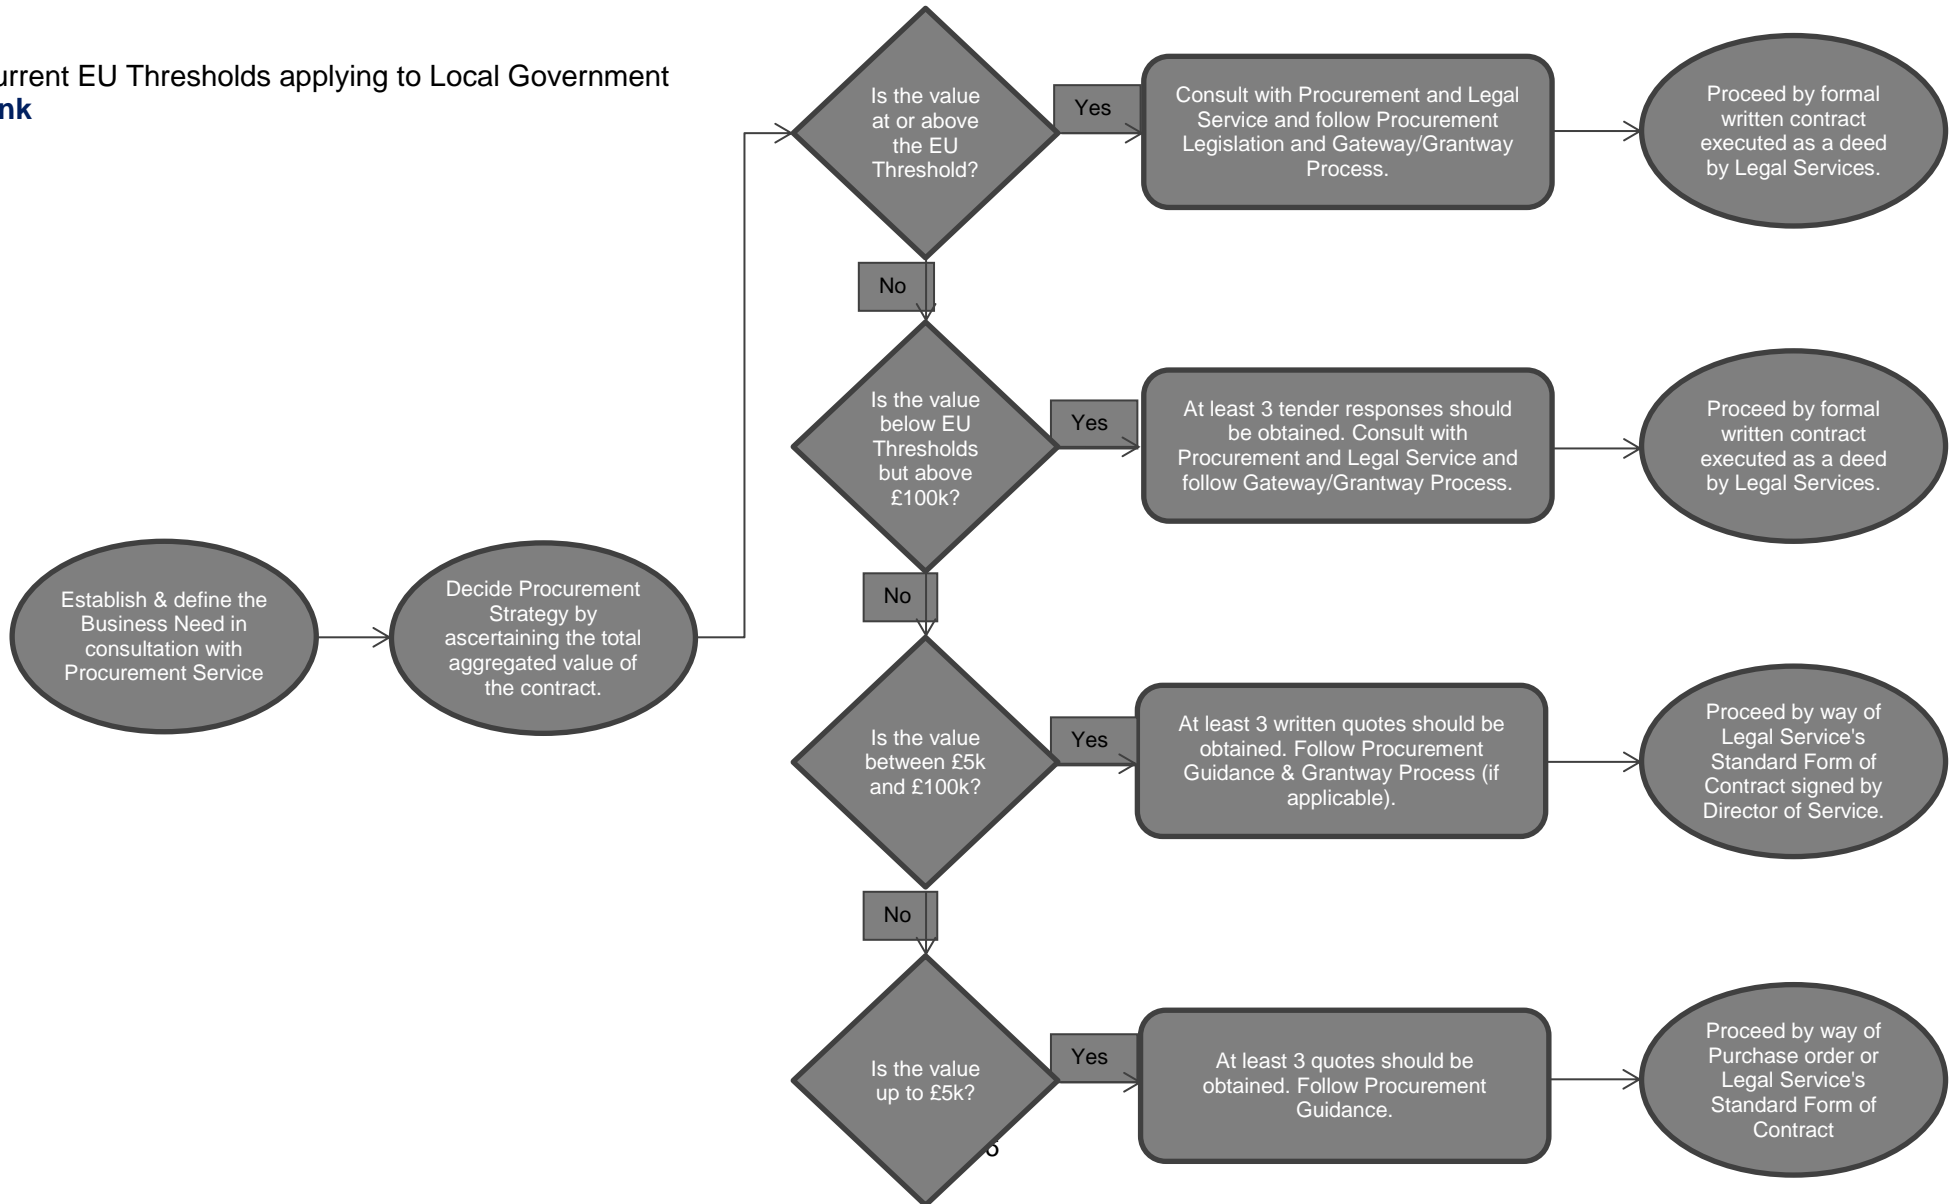 urrent EU Thresholds applying to Local Government
nk
Establish & define the
Business Need in
consultation with
Procurement Service
Decide Procurement
Strategy by
ascertaining the total
aggregated value of
the contract.
Is the value
at or above
the EU
Threshold?
Yes
Consult with Procurement and Legal
Service and follow Procurement
Legislation and Gateway/Grantway
Process.
Proceed by formal
written contract
executed as a deed
by Legal Services.
No
Is the value
below EU
Thresholds
but above
£100k?
Yes
At least 3 tender responses should
be obtained. Consult with
Procurement and Legal Service and
follow Gateway/Grantway Process.
Proceed by formal
written contract
executed as a deed
by Legal Services.
No
Is the value
between £5k
and £100k?
Yes
At least 3 written quotes should be
obtained. Follow Procurement
Guidance & Grantway Process (if
applicable).
Proceed by way of
Legal Service's
Standard Form of
Contract signed by
Director of Service.
No
Is the value
up to £5k?
Yes
At least 3 quotes should be
obtained. Follow Procurement
Guidance.
Proceed by way of
Purchase order or
Legal Service's
Standard Form of
Contract